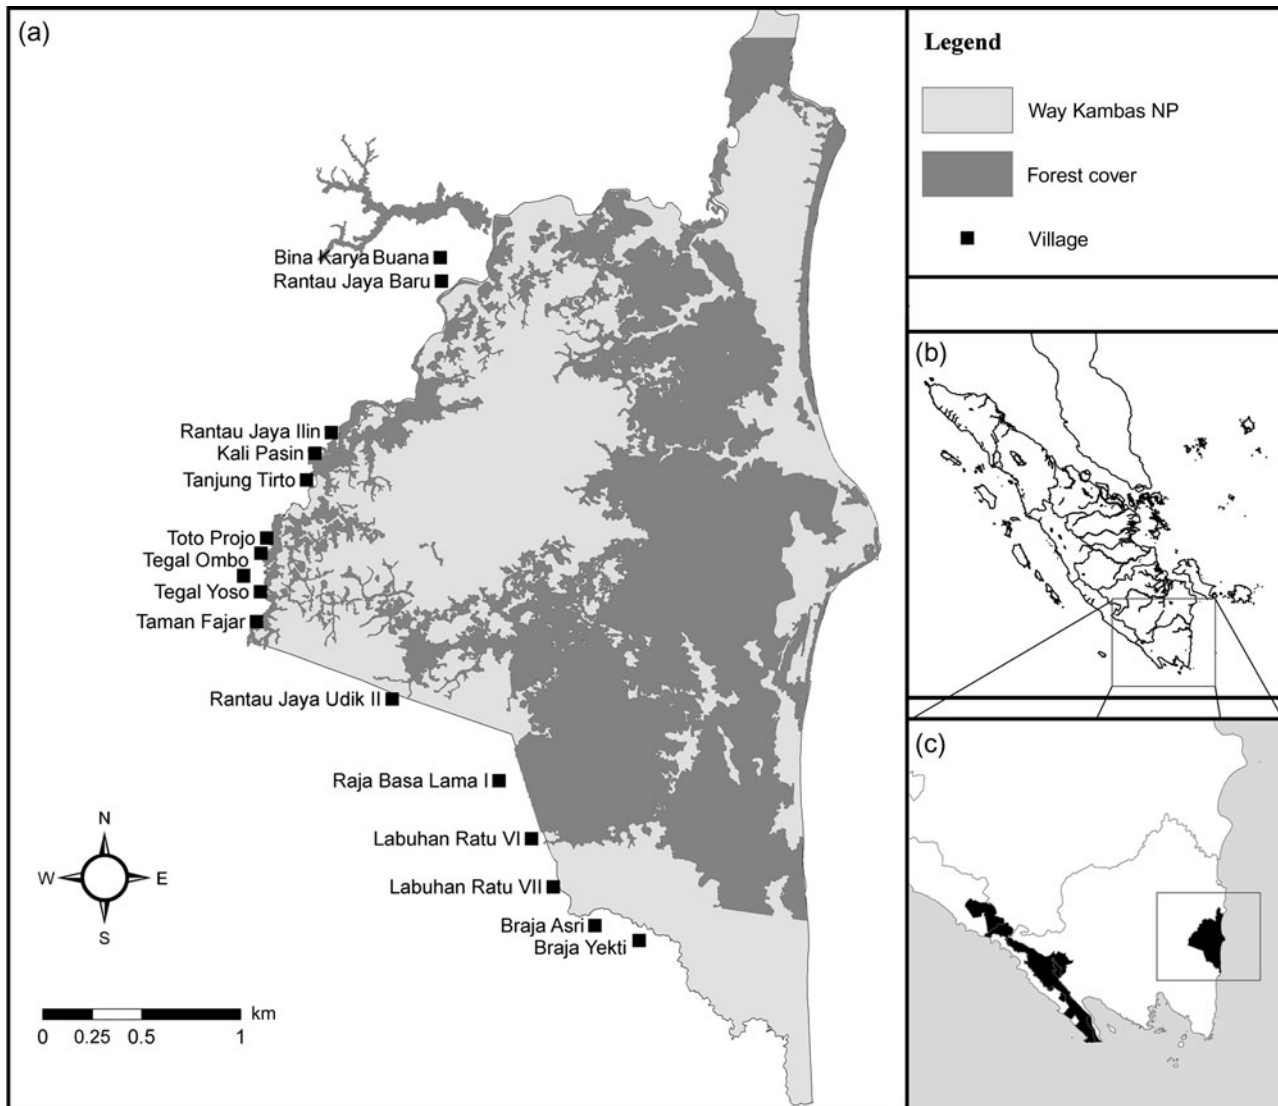 (a)
Bina Karya Buana
Rantau Jaya Baru
Rantau Jaya Ilin
Kali Pasin
Tanjung Tirto
Toto Projo
Tegal Ombo
Tegal Yoso
Taman Fajar
Rantau Jaya Udik II
Raja Basa Lama I
Labuhan Ratu VI
Labuhan Ratu VII
Braja Asri
Braja Yekti
N
W E
S
km
0 0.25 0.5 1
Legend
Way Kambas NP
Forest cover
Village
(b)
(c)